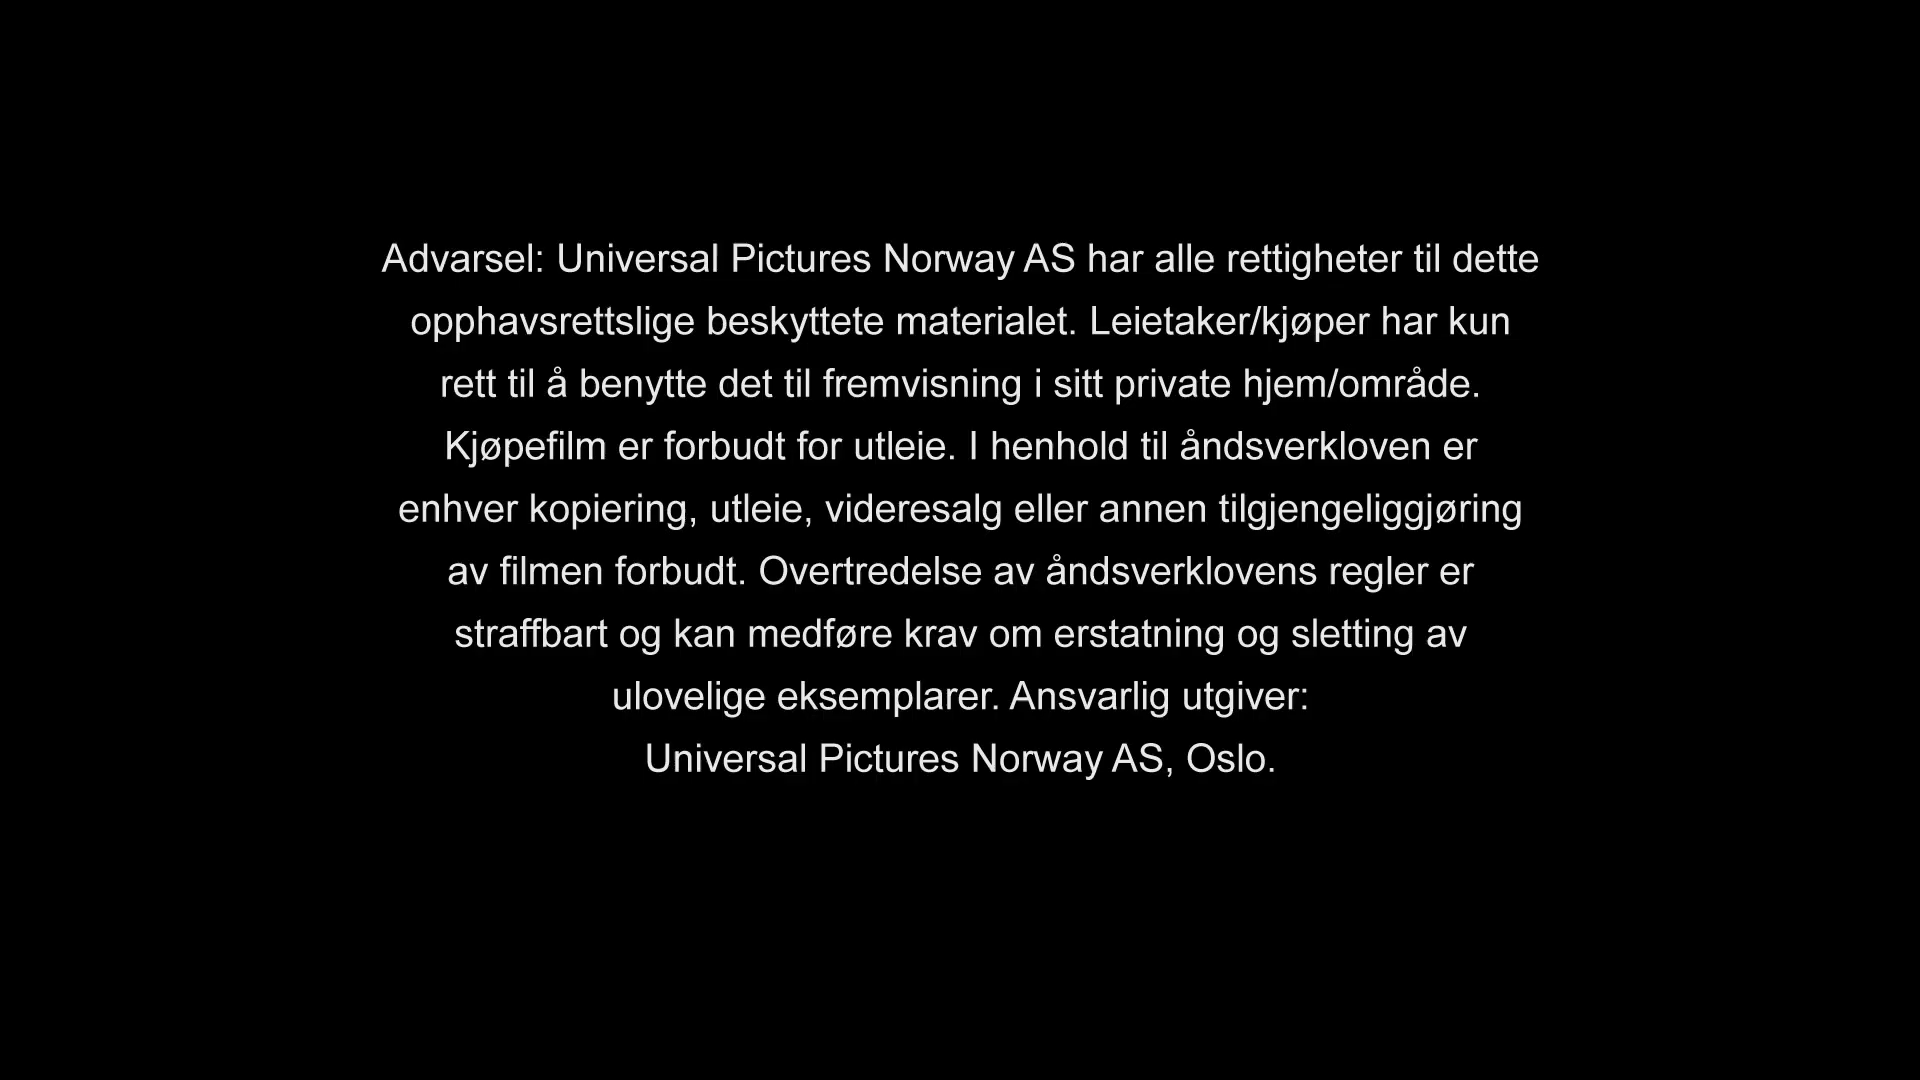 Advarsel: Universal Pictures Norway AS har alle rettigheter til dette
opphavsrettslige beskyttete materialet. Leietaker/kjøper har kun
rett til å benytte det til fremvisning i sitt private hjem/område.
Kjøpefilm er forbudt for utleie. I henhold til åndsverkloven er
enhver kopiering, utleie, videresalg eller annen tilgjengeliggjøring
av filmen forbudt. Overtredelse av åndsverklovens regler er
straffbart og kan medføre krav om erstatning og sletting av
ulovelige eksemplarer. Ansvarlig utgiver:
Universal Pictures Norway AS, Oslo.